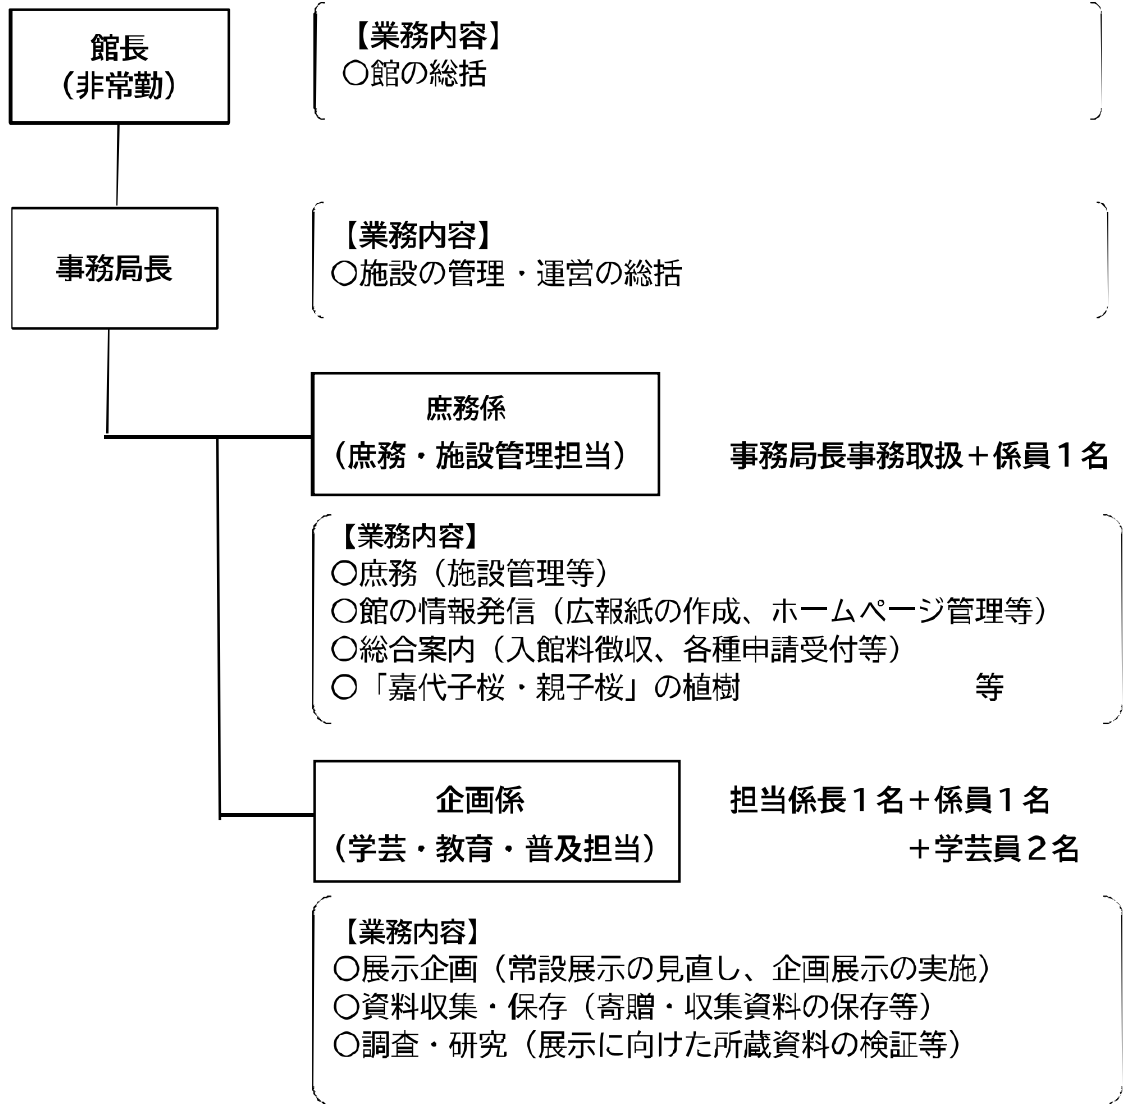 館長
（非常勤）
【業務内容】
○館の総括
事務局長
【業務内容】
○施設の管理・運営の総括
庶務係
（庶務・施設管理担当）
事務局長事務取扱＋係員１名
【業務内容】
○庶務（施設管理等）
○館の情報発信（広報紙の作成、ホームページ管理等）
○総合案内（入館料徴収、各種申請受付等）
○「嘉代子桜・親子桜」の植樹　　　　　　　　等
企画係
（学芸・教育・普及担当）
担当係長１名＋係員１名
＋学芸員２名
【業務内容】
○展示企画（常設展示の見直し、企画展示の実施）
○資料収集・保存（寄贈・収集資料の保存等）
○調査・研究（展示に向けた所蔵資料の検証等）